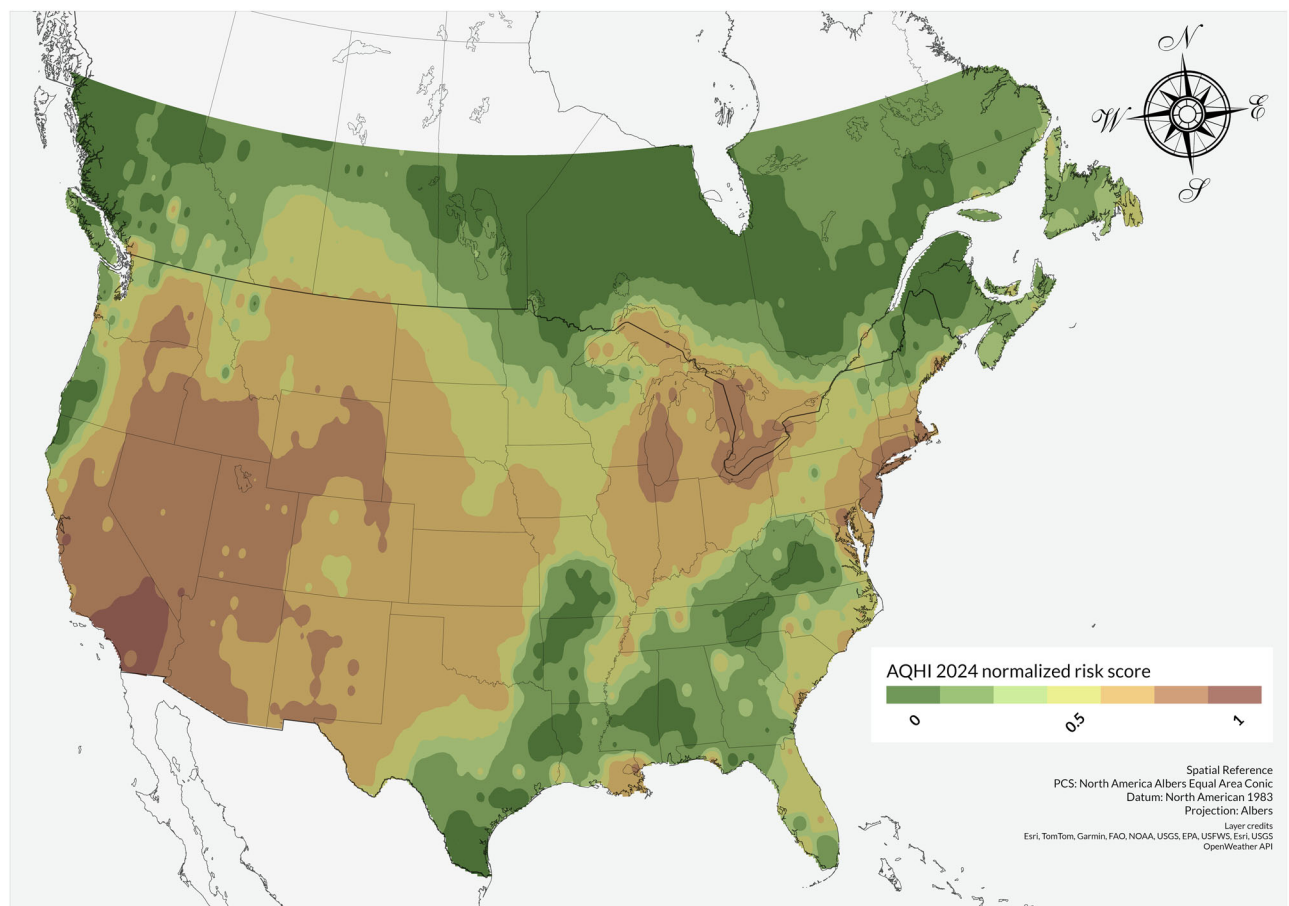 N
W
E
S
AQHI 2024 normalized risk score
0
0.5
1
Spatial Reference
PCS: North America Albers Equal Area Conic
Datum: North American 1983
Projection: Albers
Layer credits
Esri, TomTom, Garmin, FAO, NOAA, USGS, EPA, USFWS, Esri, USGS
OpenWeather API